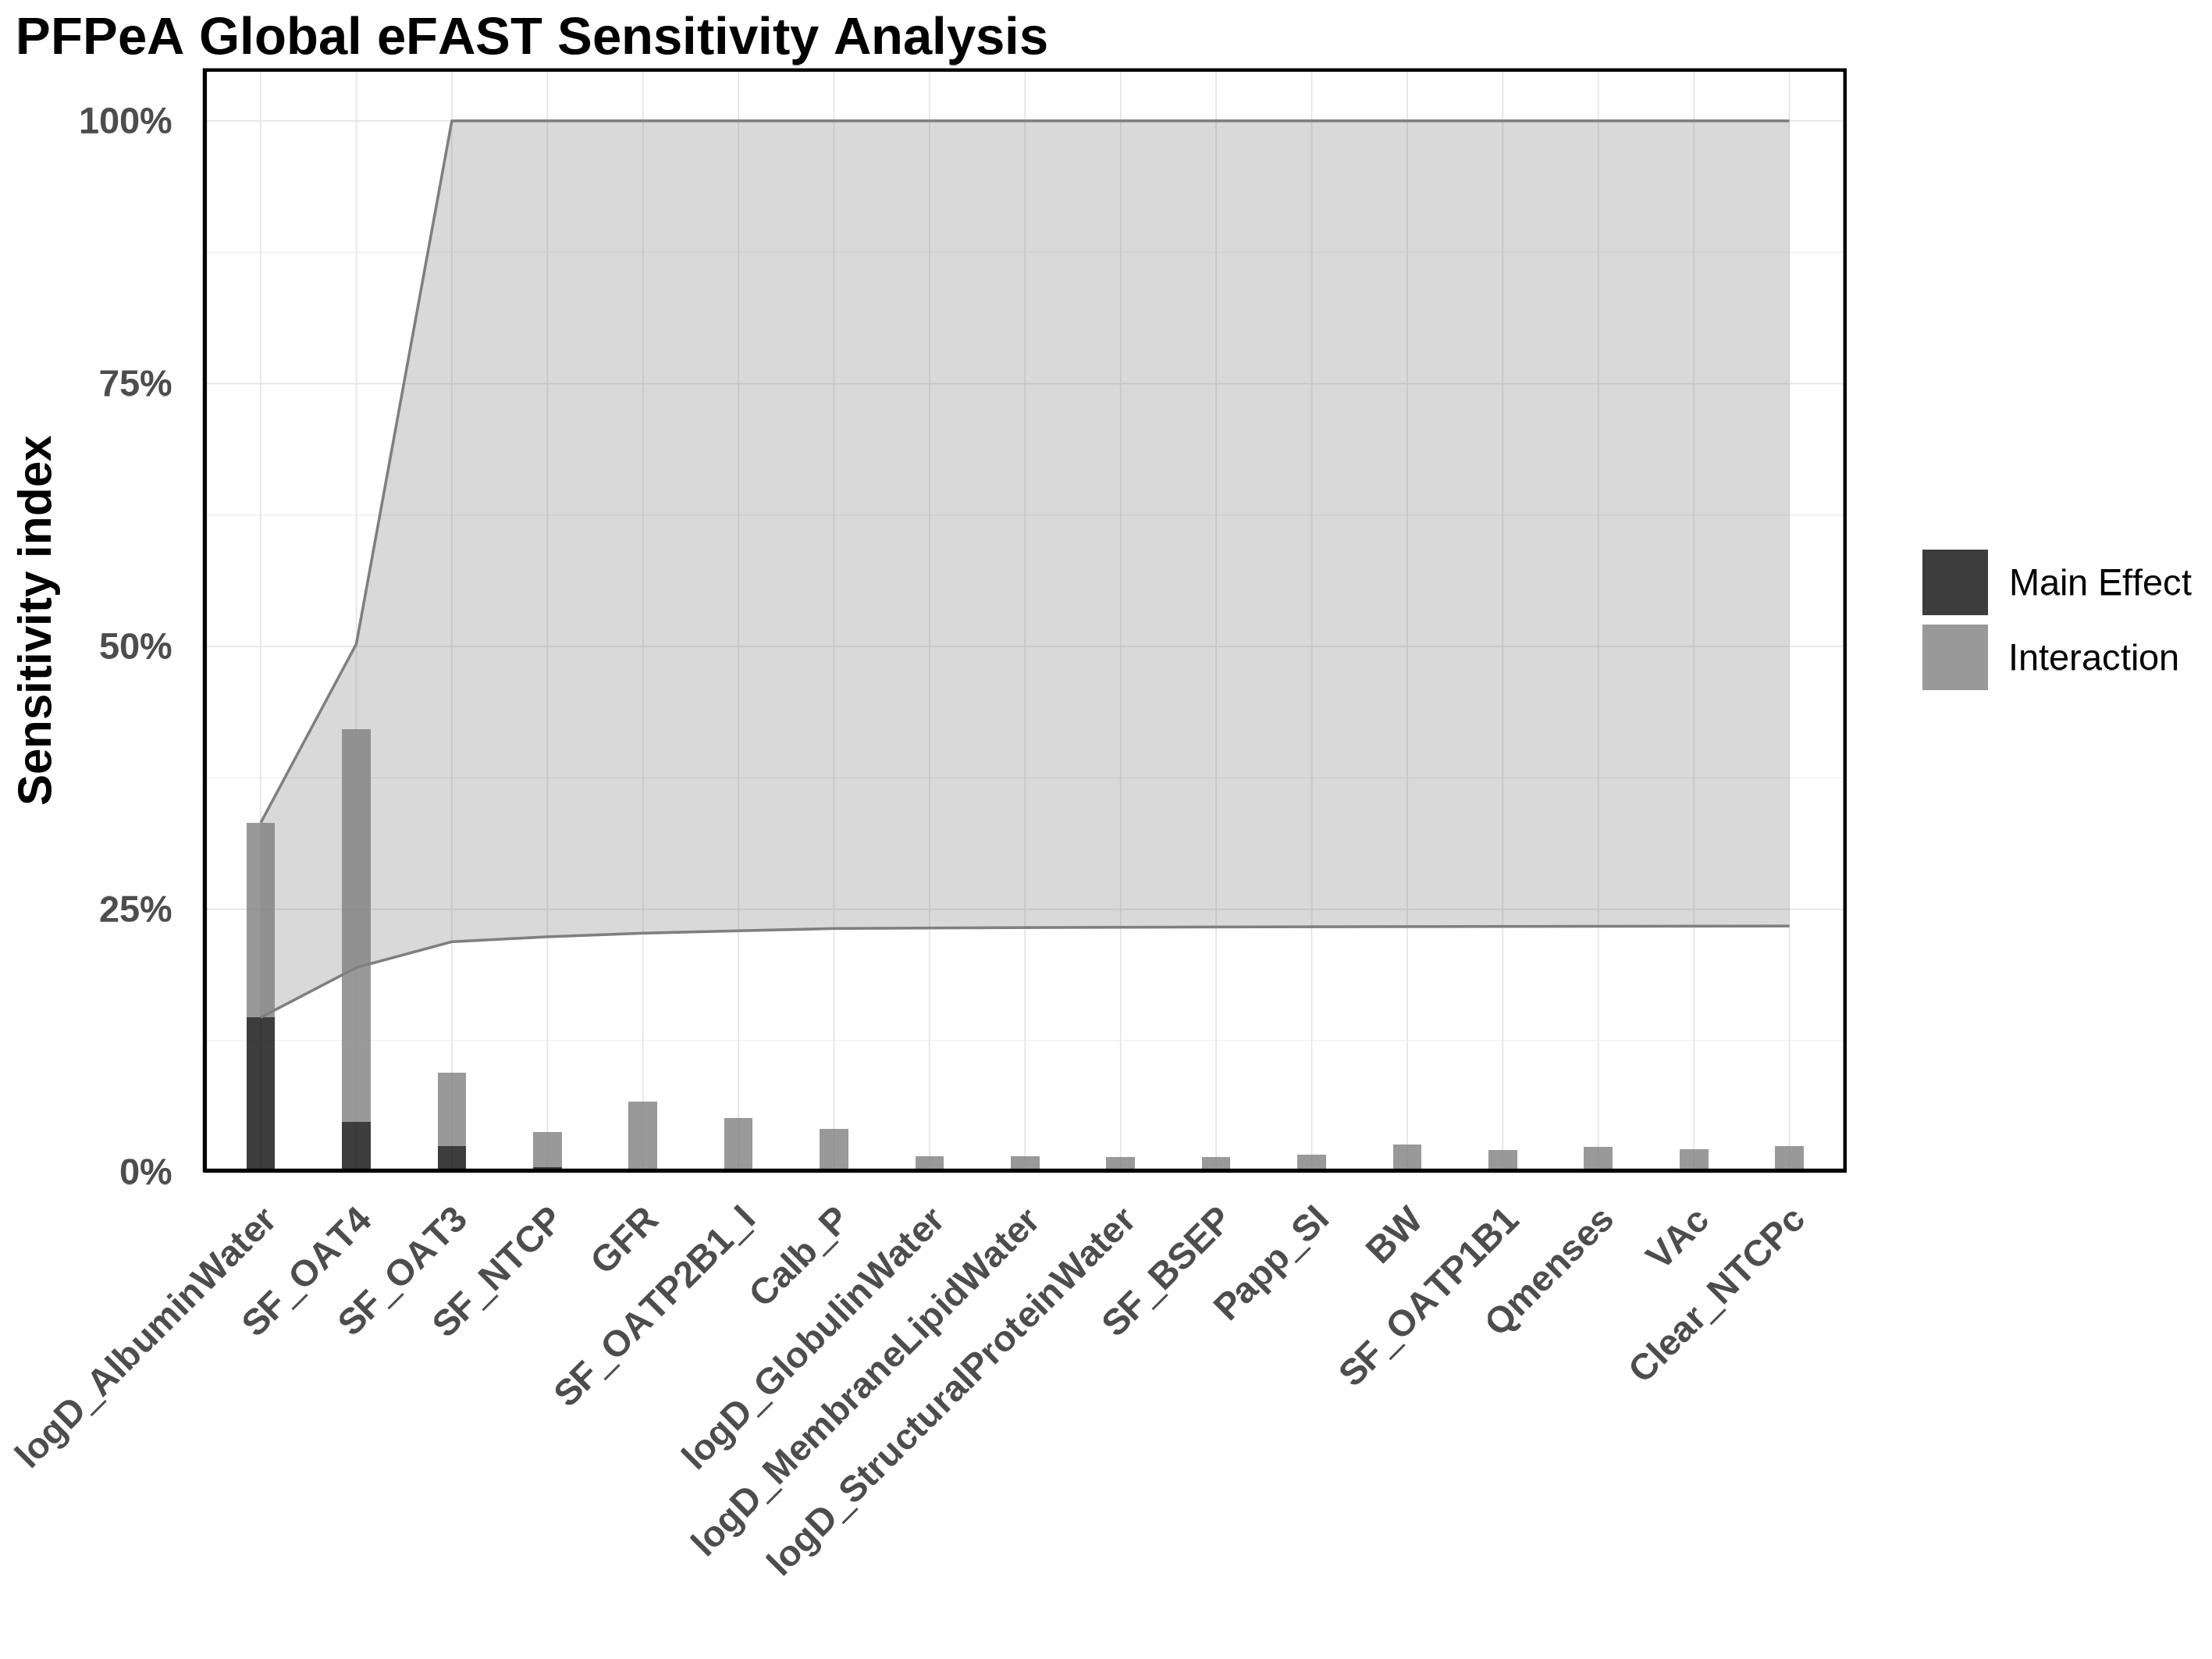 PFPeA Global eFAST Sensitivity Analysis
Sensitivity index
100%
75%
50%
25%
0%
Main Effect
Interaction
logD_AlbuminWater
SF_OAT4
SF_OAT3
SF_NTCP
GFR
SF_OATP2B1_I
Calb_P
logD_GlobulinWater
logD_MembraneLipidWater
logD_StructuralProteinWater
SF_BSEP
Papp_SI
BW
SF_OATP1B1
Qmenses
VAc
Clear_NTCPc